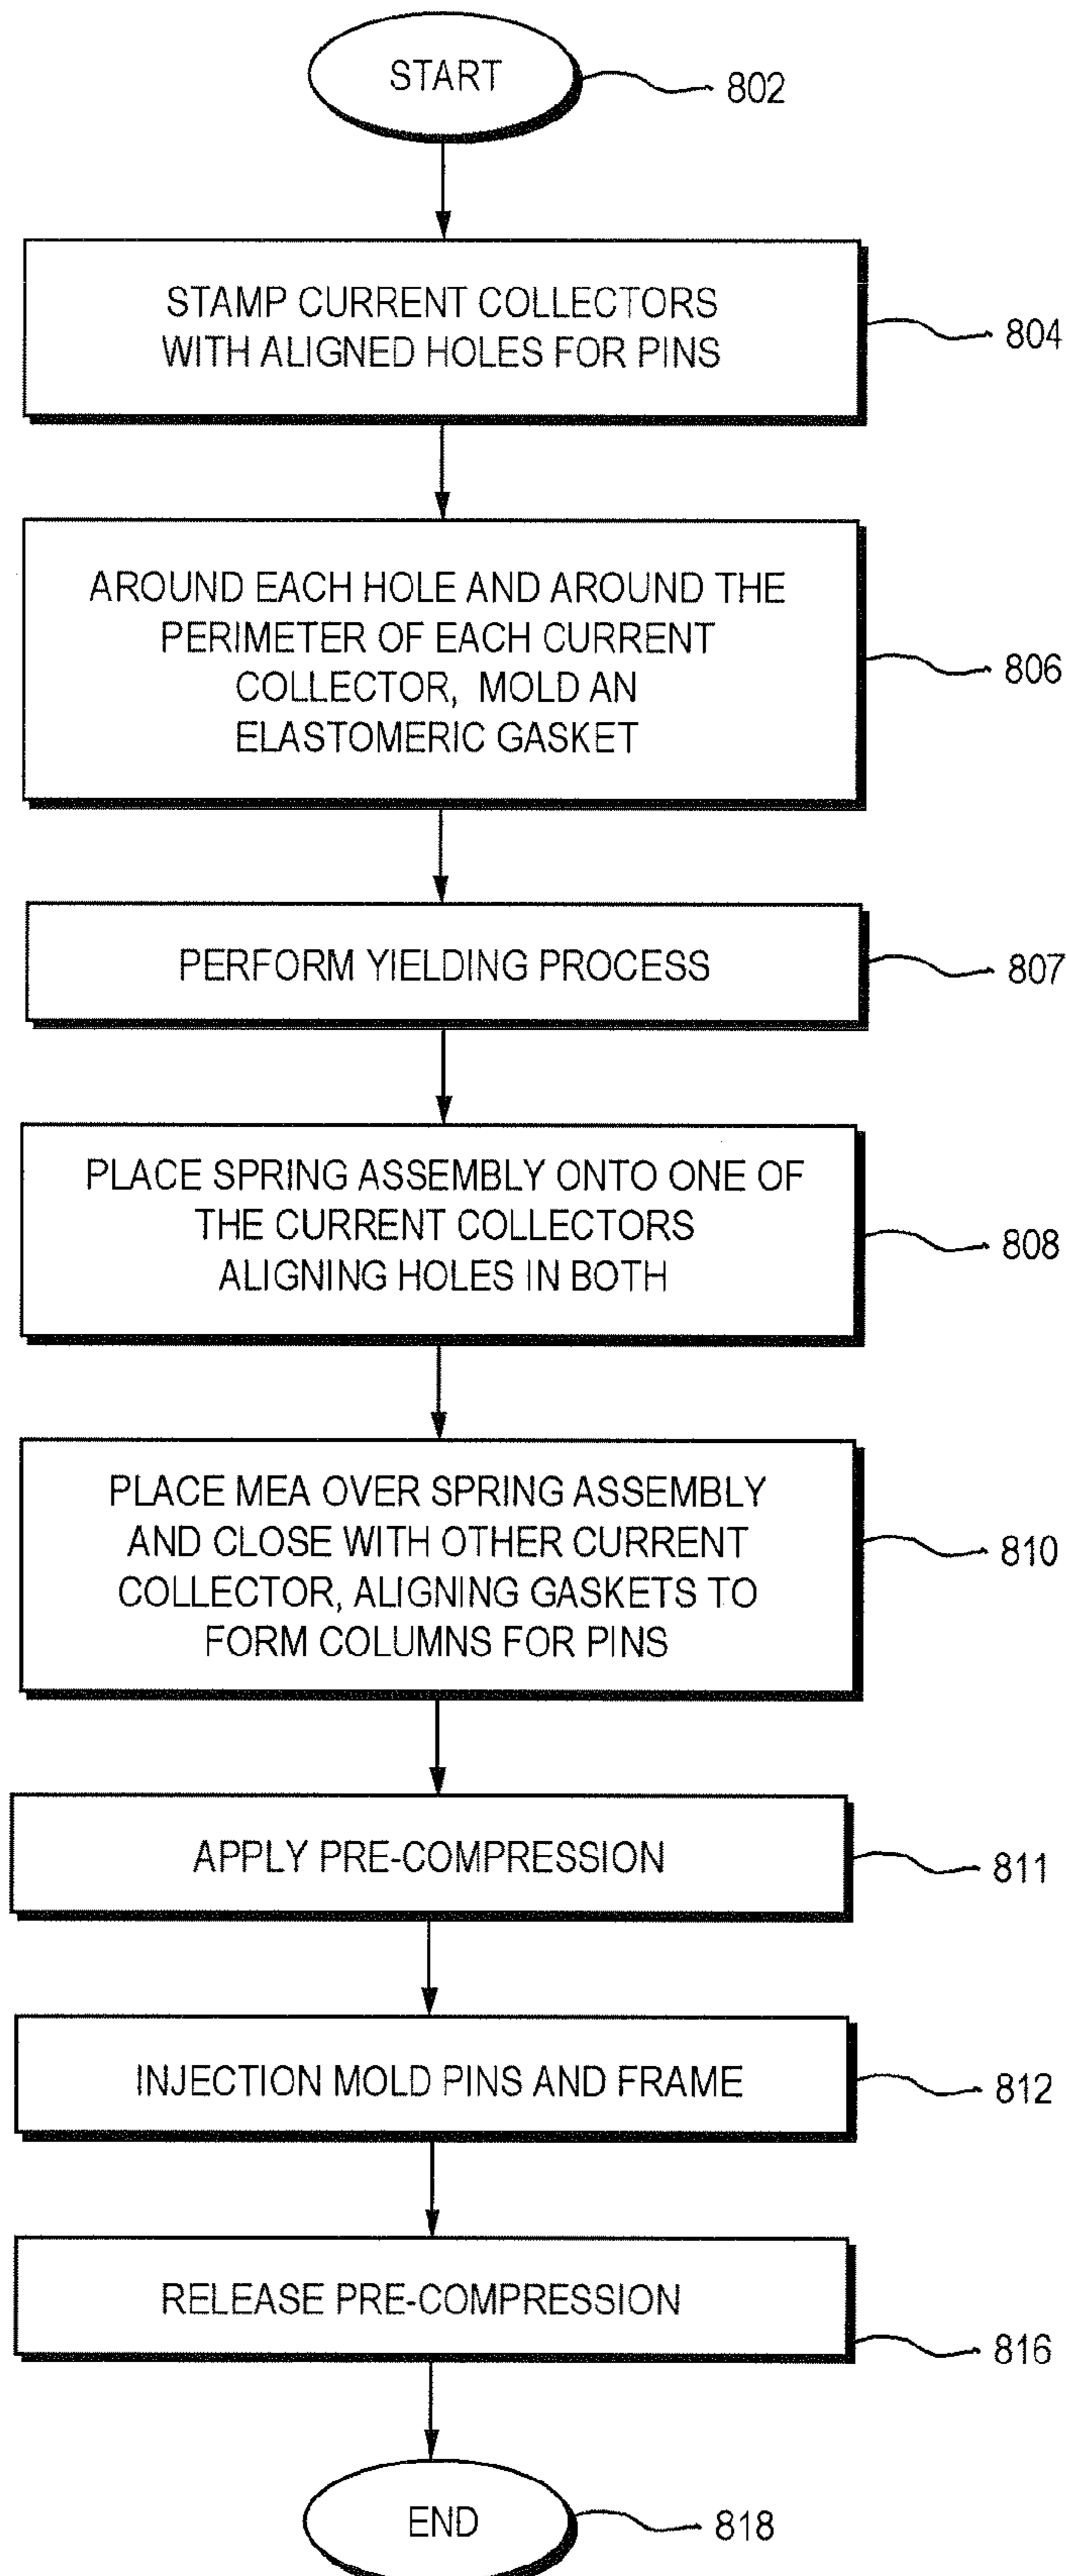 START
802
STAMP CURRENT COLLECTORS
WITH ALIGNED HOLES FOR PINS
804
AROUND EACH HOLE AND AROUND THE
PERIMETER OF EACH CURRENT
COLLECTOR, MOLD AN
ELASTOMERIC GASKET
806
PERFORM YIELDING PROCESS
807
PLACE SPRING ASSEMBLY ONTO ONE OF
THE CURRENT COLLECTORS
ALIGNING HOLES IN BOTH
808
PLACE MEA OVER SPRING ASSEMBLY
AND CLOSE WITH OTHER CURRENT
COLLECTOR, ALIGNING GASKETS TO
FORM COLUMNS FOR PINS
810
APPLY PRE-COMPRESSION
811
INJECTION MOLD PINS AND FRAME
812
RELEASE PRE-COMPRESSION
816
END
818